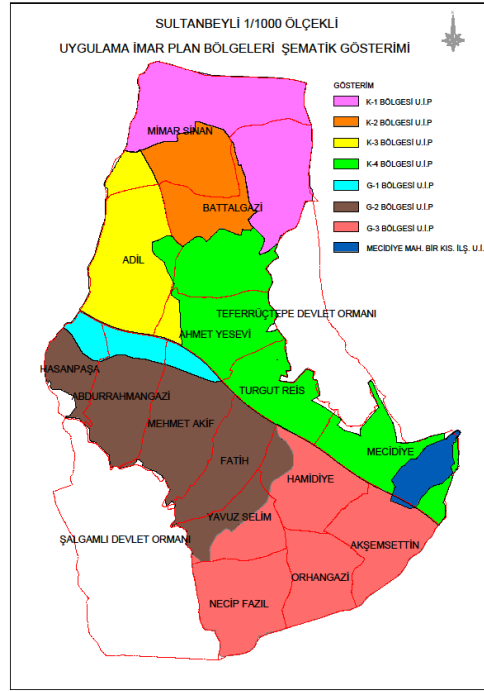 SULTANBEYLİ 1/1000 ÖLÇEKLİ
UYGULAMA İMAR PLAN BÖLGELERİ ŞEMATİK GÖSTERİMİ
GÖSTERİM
K-1 BÖLGESİ U.İ.P
K-2 BÖLGESİ U.İ.P
K-3 BÖLGESİ U.İ.P
K-4 BÖLGESİ U.İ.P
G-1 BÖLGESİ U.İ.P
G-2 BÖLGESİ U.İ.P
G-3 BÖLGESİ U.İ.P
MECİDİYE MAH. BİR KIS. İLŞ. U.İ.
MİMAR SİNAN
BATTALGAZİ
ADİL
TEFERRÜÇTEPE DEVLET ORMANI
AHMET YESEVİ
HASANPAŞA
ABDURRAHMANGAZİ
TURGUT REİS
MEHMET AKİF
MECİDİYE
FATİH
HAMİDİYE
YAVUZ SELİM
ŞALGAMLI DEVLET ORMANI
AKŞEMSETTİN
ORHANGAZİ
NECİP FAZIL